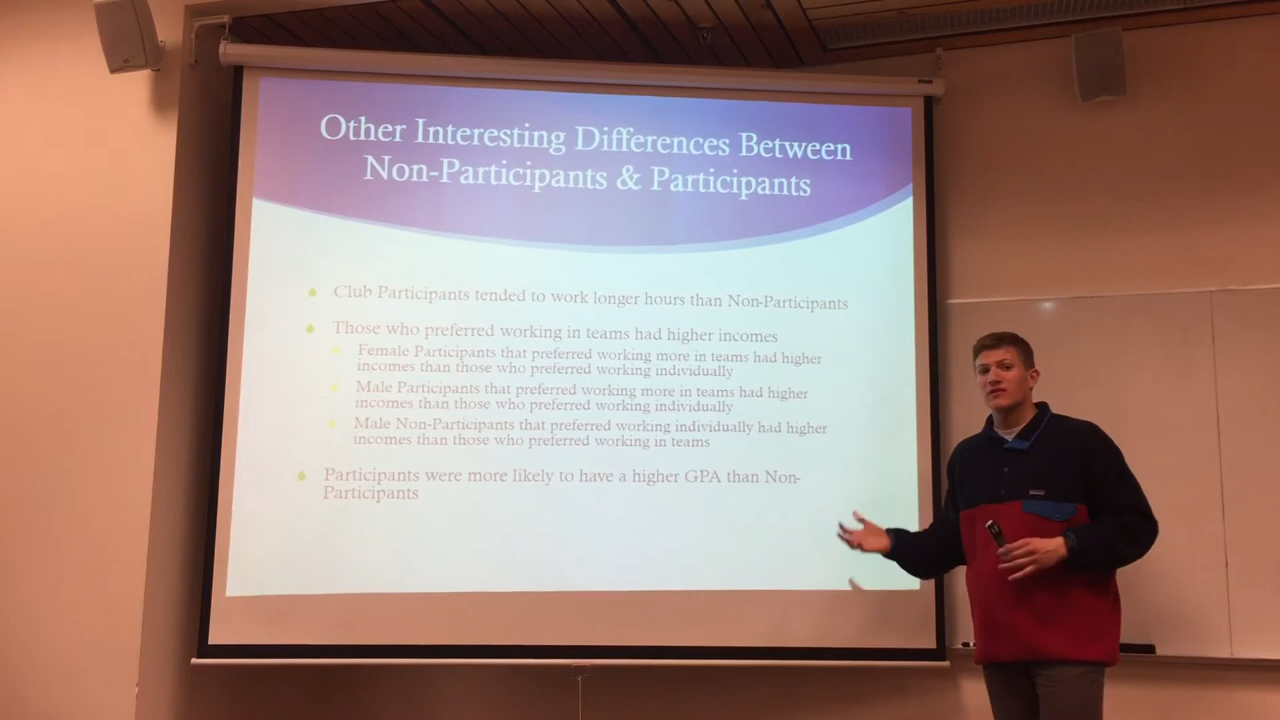 Other Interesting Differences Between
Non-Participants & Participants
Club Participants tended to work longer hours than Non-Participants
Those who preferred working in teams had higher incomes
Female Participants that preferred working more in teams had higher
incomes than those who preferred working individually
Male Participants that preferred working more in teams had higher
incomes than those who preferred working individually
Male Non-Participants that preferred working individually had higher
incomes than those who preferred working in teams
Participants were more likely to have a higher GPA than Non-
Participants